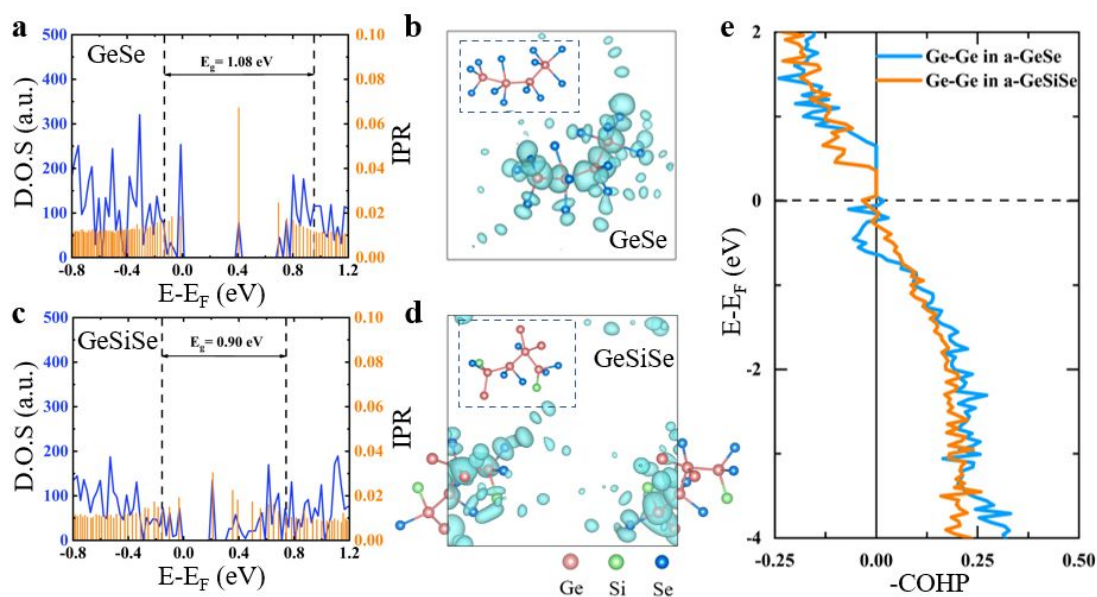 a
GeSe
E_g= 1.08 eV
500
400
300
200
100
0
D.O.S (a.u.)
0.10
0.08
0.06
0.04
0.02
0.00
IPR
-0.8 -0.4 0.0 0.4 0.8 1.2
E-E_F (eV)
b
GeSe
c
GeSiSe
E_g= 0.90 eV
500
400
300
200
100
0
D.O.S (a.u.)
0.10
0.08
0.06
0.04
0.02
0.00
IPR
-0.8 -0.4 0.0 0.4 0.8 1.2
E-E_F (eV)
d
GeSiSe
Ge Si Se
e
Ge-Ge in a-GeSe
Ge-Ge in a-GeSiSe
2
0
-2
-4
E-E_F (eV)
-0.25 0.00 0.25 0.50
-COHP